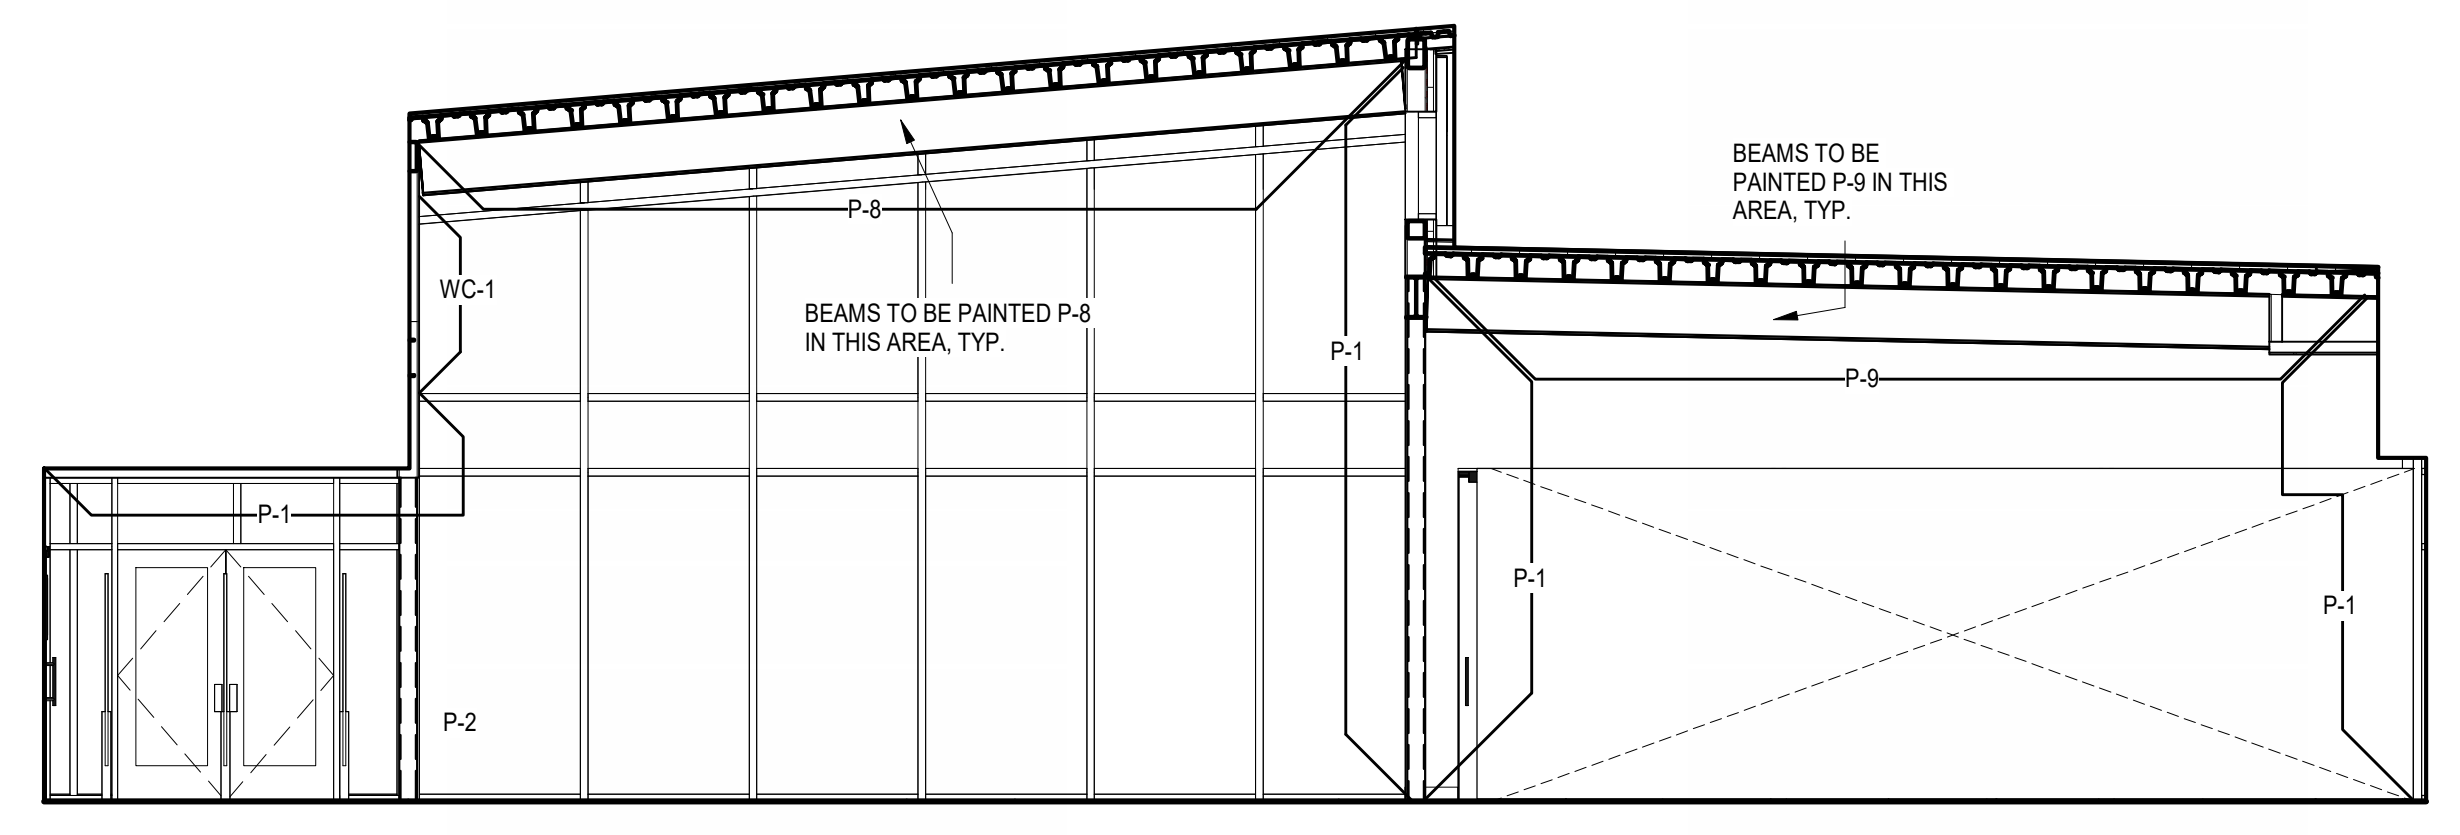 BEAMS TO BE
PAINTED P-9 IN THIS
AREA, TYP.
P-8
WC-1
BEAMS TO BE PAINTED P-8
IN THIS AREA, TYP.
P-1
P-9
P-1
P-1
P-1
P-2